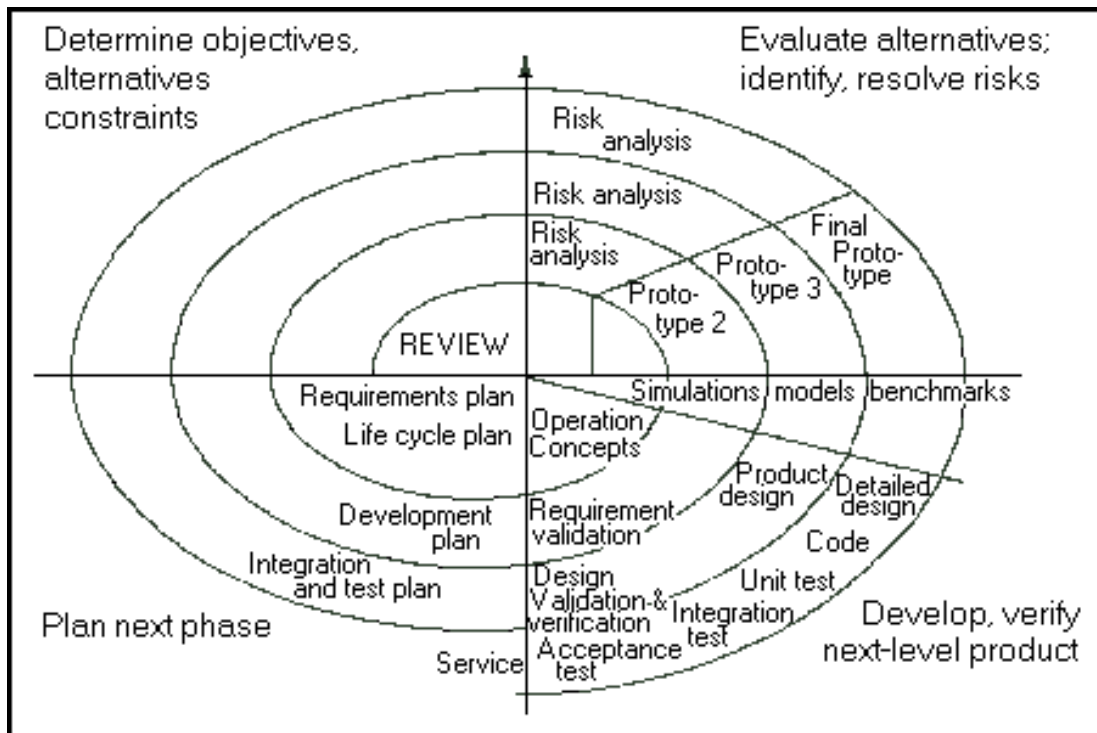 Determine objectives,
alternatives
constraints
Evaluate alternatives;
identify, resolve risks
Risk
analysis
Risk analysis
Risk
analysis
Final
Proto-
type
Proto-
type 3
Proto-
type 2
REVIEW
Simulations models benchmarks
Requirements plan
Life cycle plan
Operation
Concepts
Product
design
Detailed
design
Development
plan
Requirement
validation
Code
Integration
and test plan
Design
Validation-&
verification
Unit test
Integration
test
Plan next phase
Develop, verify
next-level product
Service
Acceptance
test